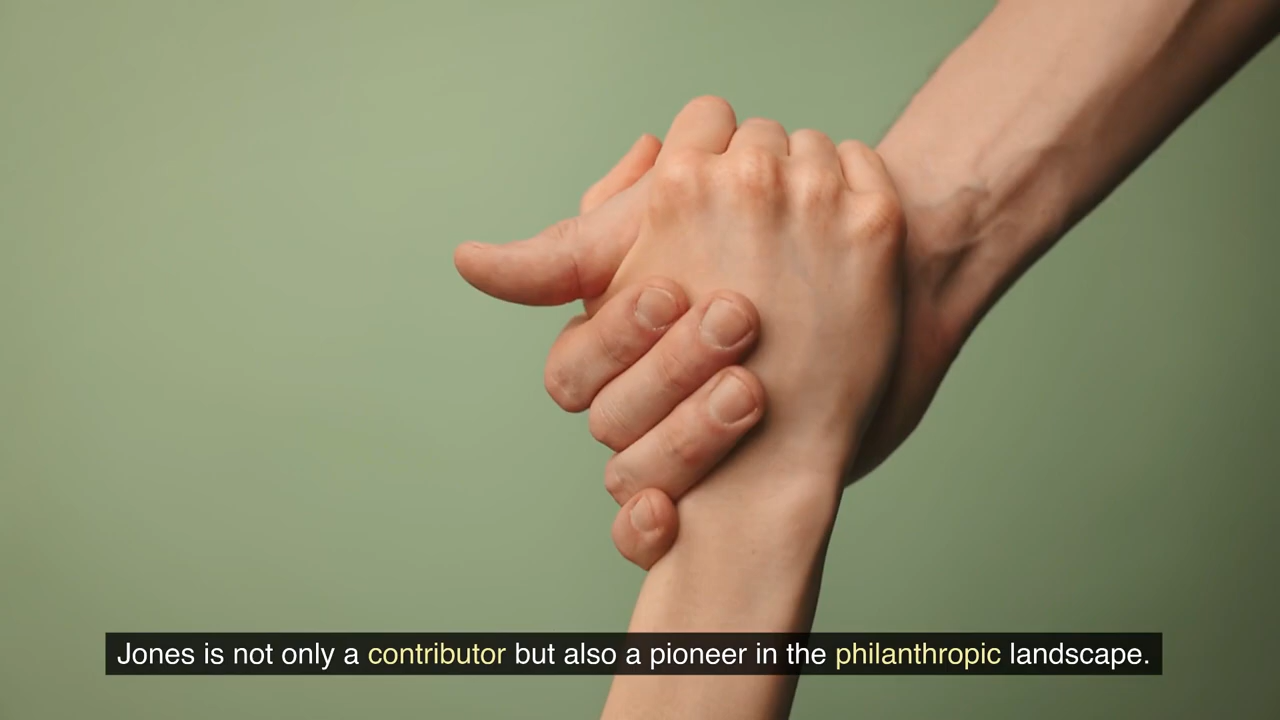 Jones is not only a contributor but also a pioneer in the philanthropic landscape.